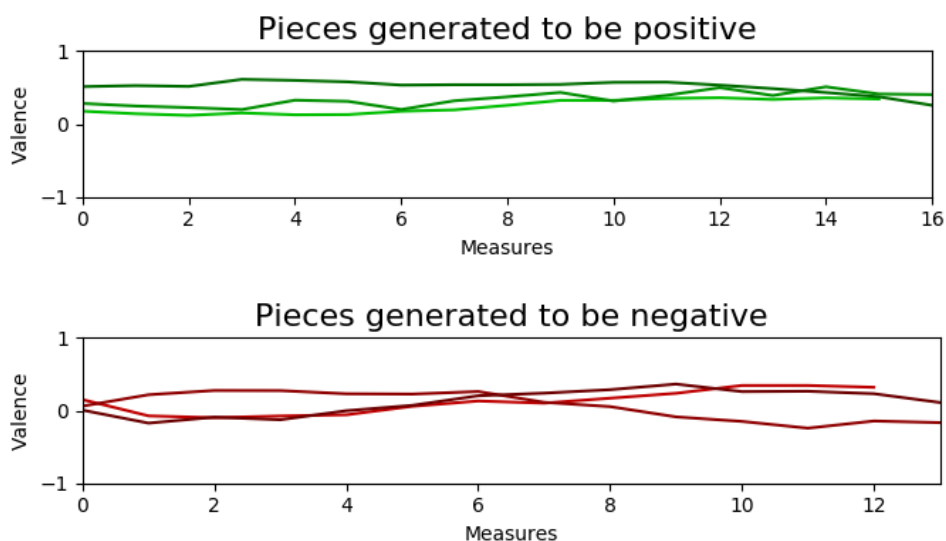 Pieces generated to be positive
1
Valence
0
−1
0 2 4 6 8 10 12 14 16
Measures
Pieces generated to be negative
1
Valence
0
−1
0 2 4 6 8 10 12
Measures